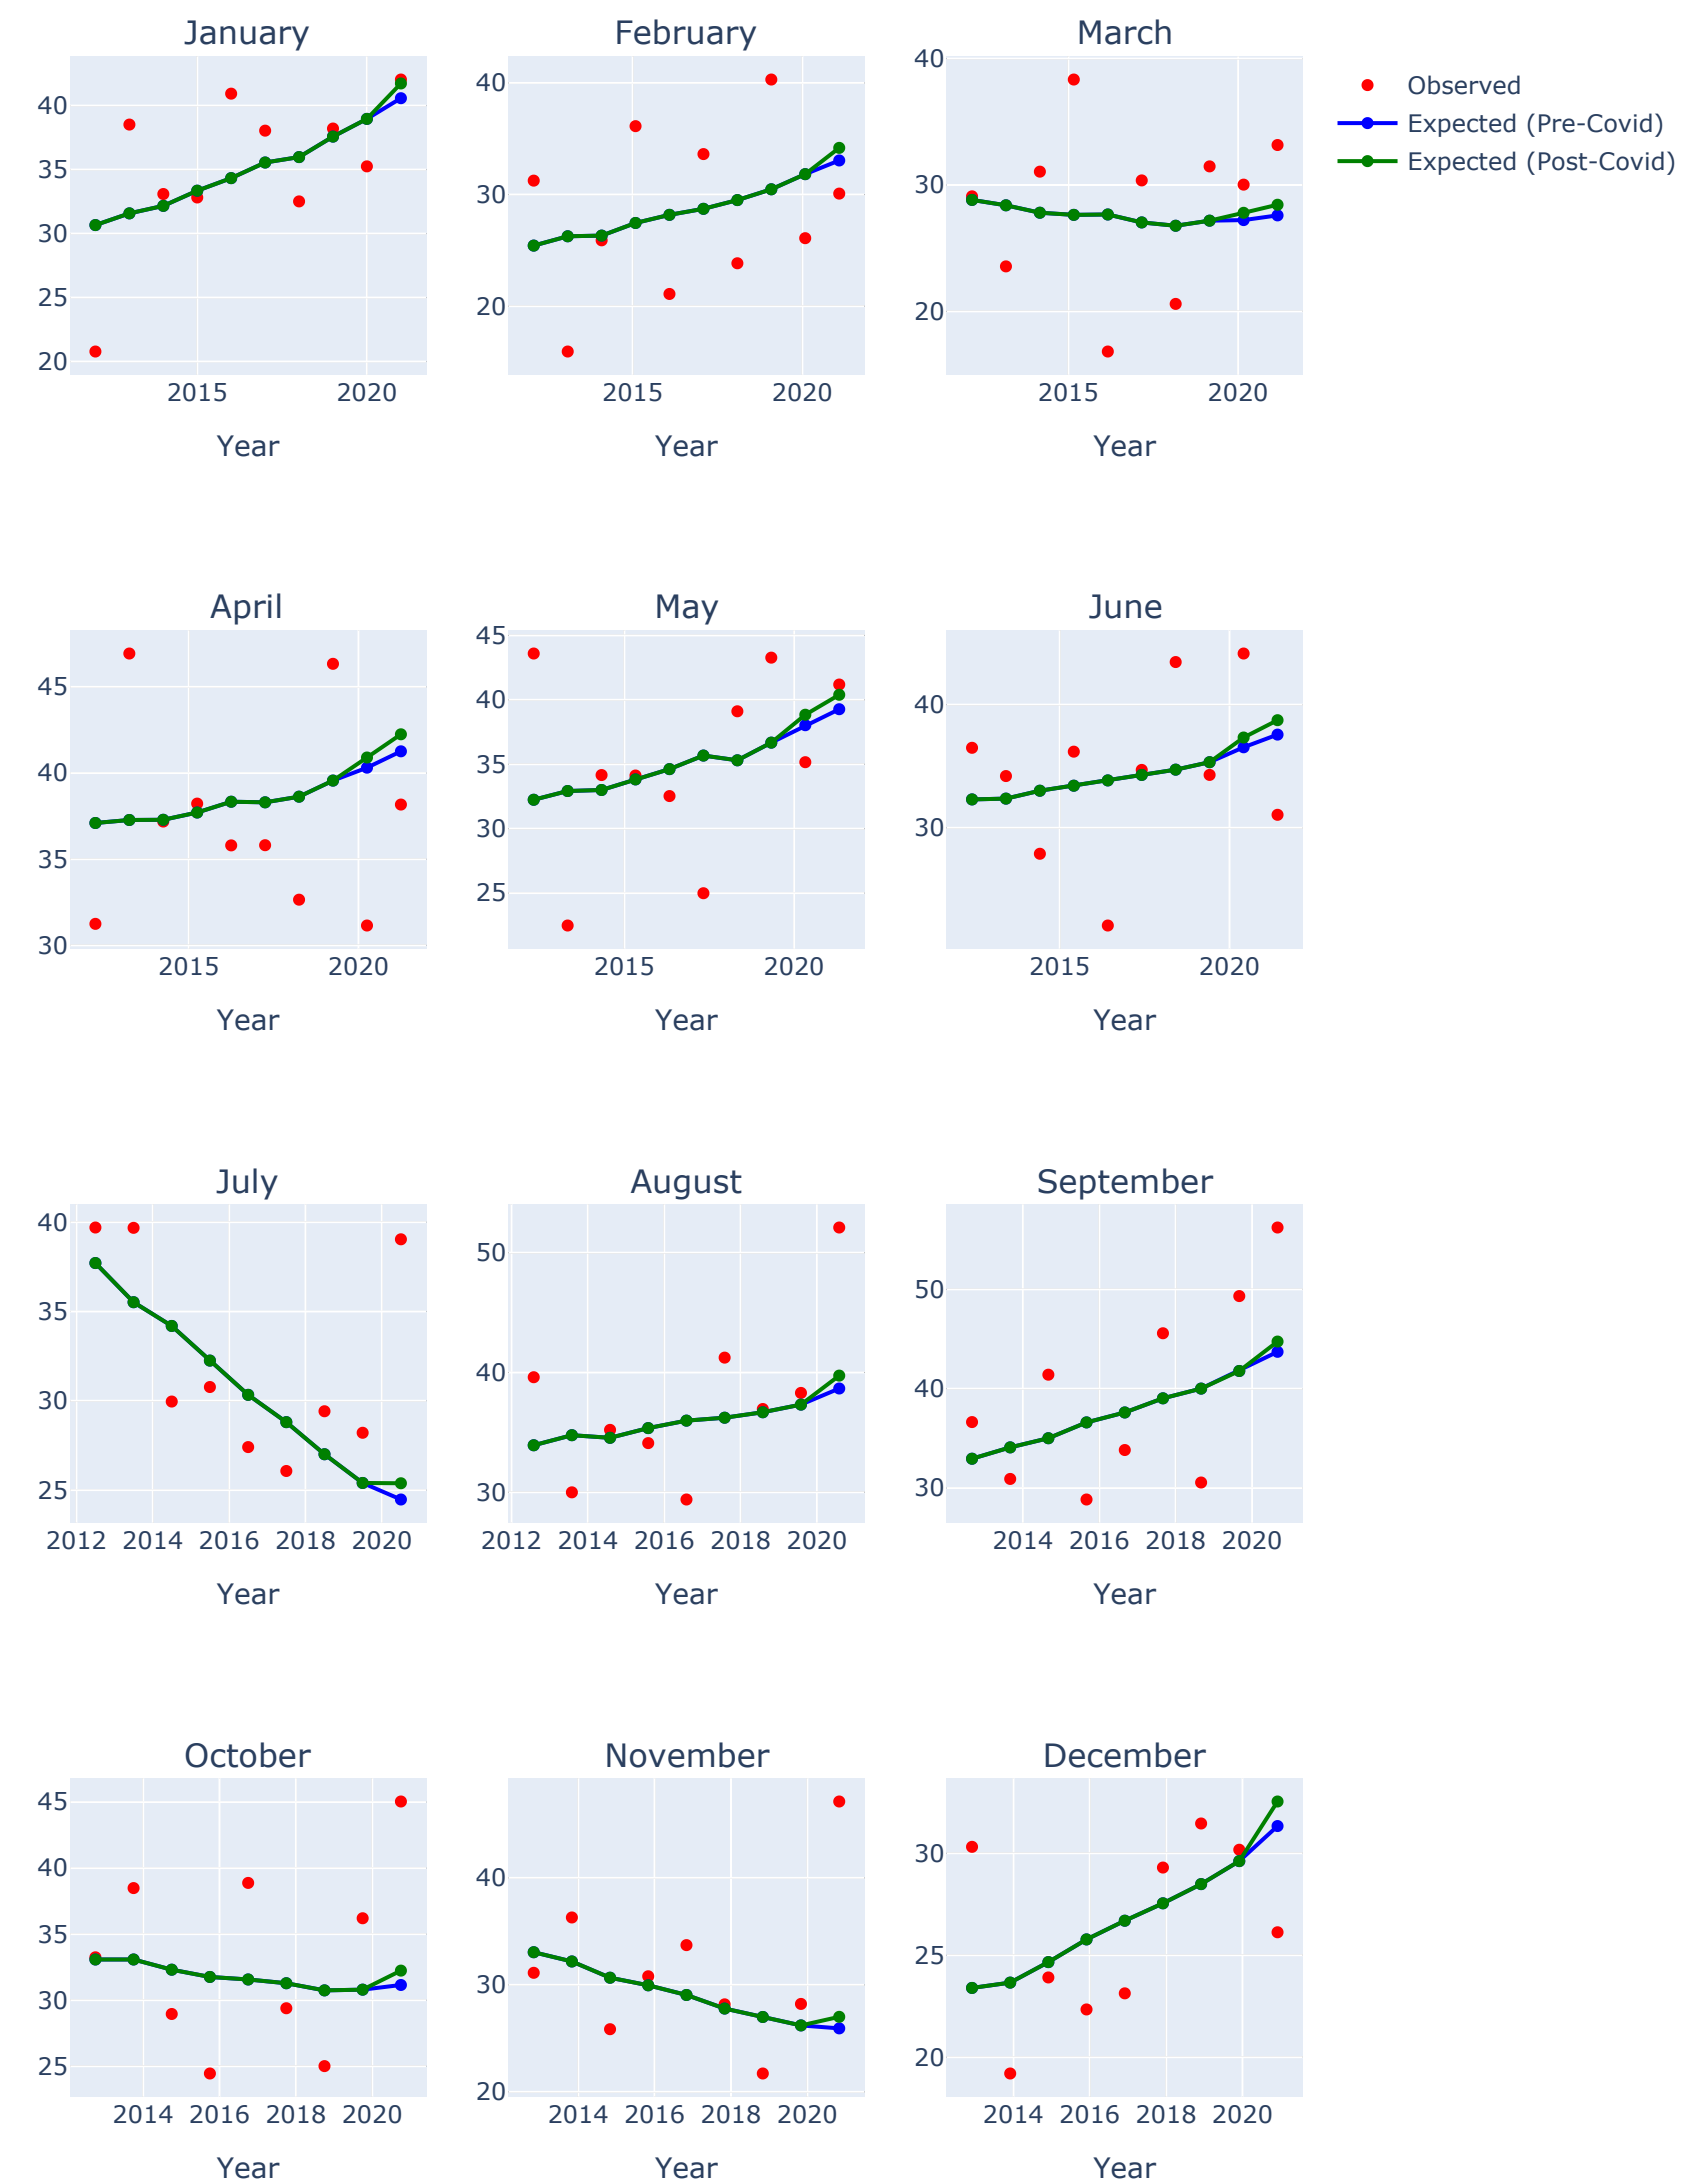 January February March
40
35
30
25
20
2015 2020
Year
40
30
20
2015 2020
Year
40
30
20
2015 2020
Year
Observed
Expected (Pre-Covid)
Expected (Post-Covid)
April May June
45
40
35
30
2015 2020
Year
45
40
35
30
25
2015 2020
Year
40
30
2015 2020
Year
July August September
40
35
30
25
2012 2014 2016 2018 2020
Year
50
40
30
2012 2014 2016 2018 2020
Year
50
40
30
2014 2016 2018 2020
Year
October November December
45
40
35
30
25
2014 2016 2018 2020
Year
40
30
20
2014 2016 2018 2020
Year
30
25
20
2014 2016 2018 2020
Year